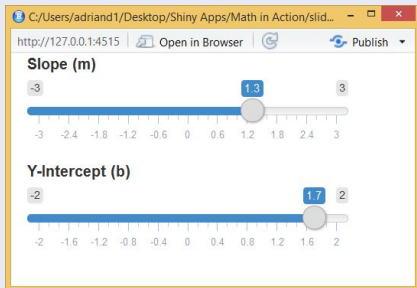 C:/Users/adriand1/Desktop/Shiny Apps/Math in Action/slid...
http://127.0.0.1:4515 Open in Browser Publish
Slope (m)
-3 1.3 3
-3 -2.4 -1.8 -1.2 -0.6 0 0.6 1.2 1.8 2.4 3
Y-Intercept (b)
-2 1.7 2
-2 -1.6 -1.2 -0.8 -0.4 0 0.4 0.8 1.2 1.6 2